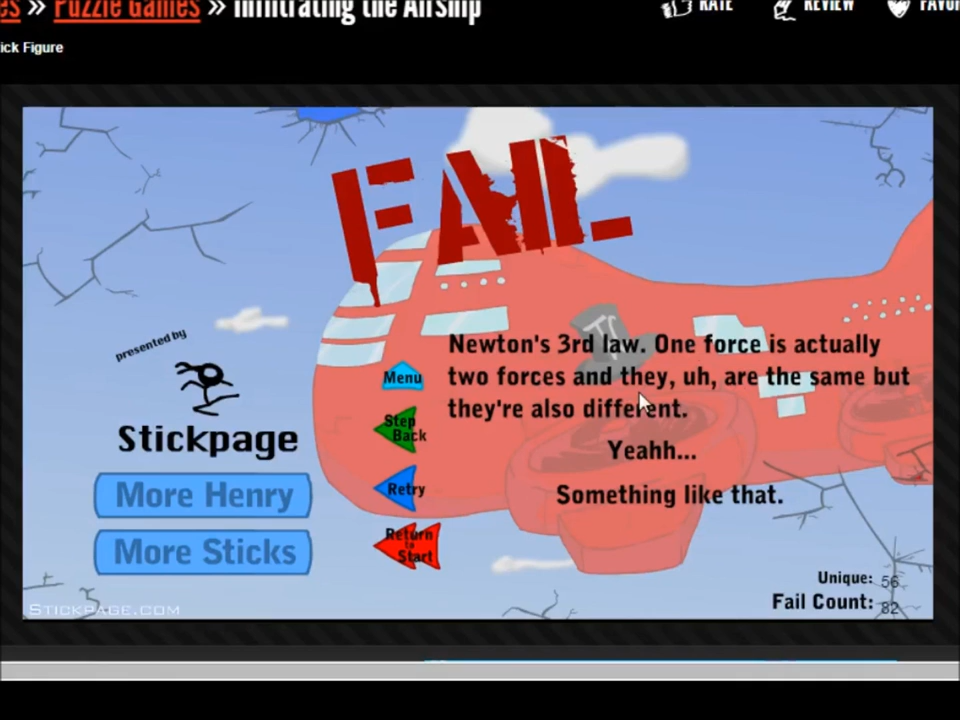 es » Puzzle Games » Infiltrating the Airship
RATE
REVIEW
FAVO
ick Figure
FAIL
presented by
Stickpage
More Henry
More Sticks
Menu
Step
Back
Retry
Return
to
Start
Newton's 3rd law. One force is actually
two forces and they, uh, are the same but
they're also different.
Yeahh...
Something like that.
Unique: 56
Fail Count: 82
STICKPAGE.COM